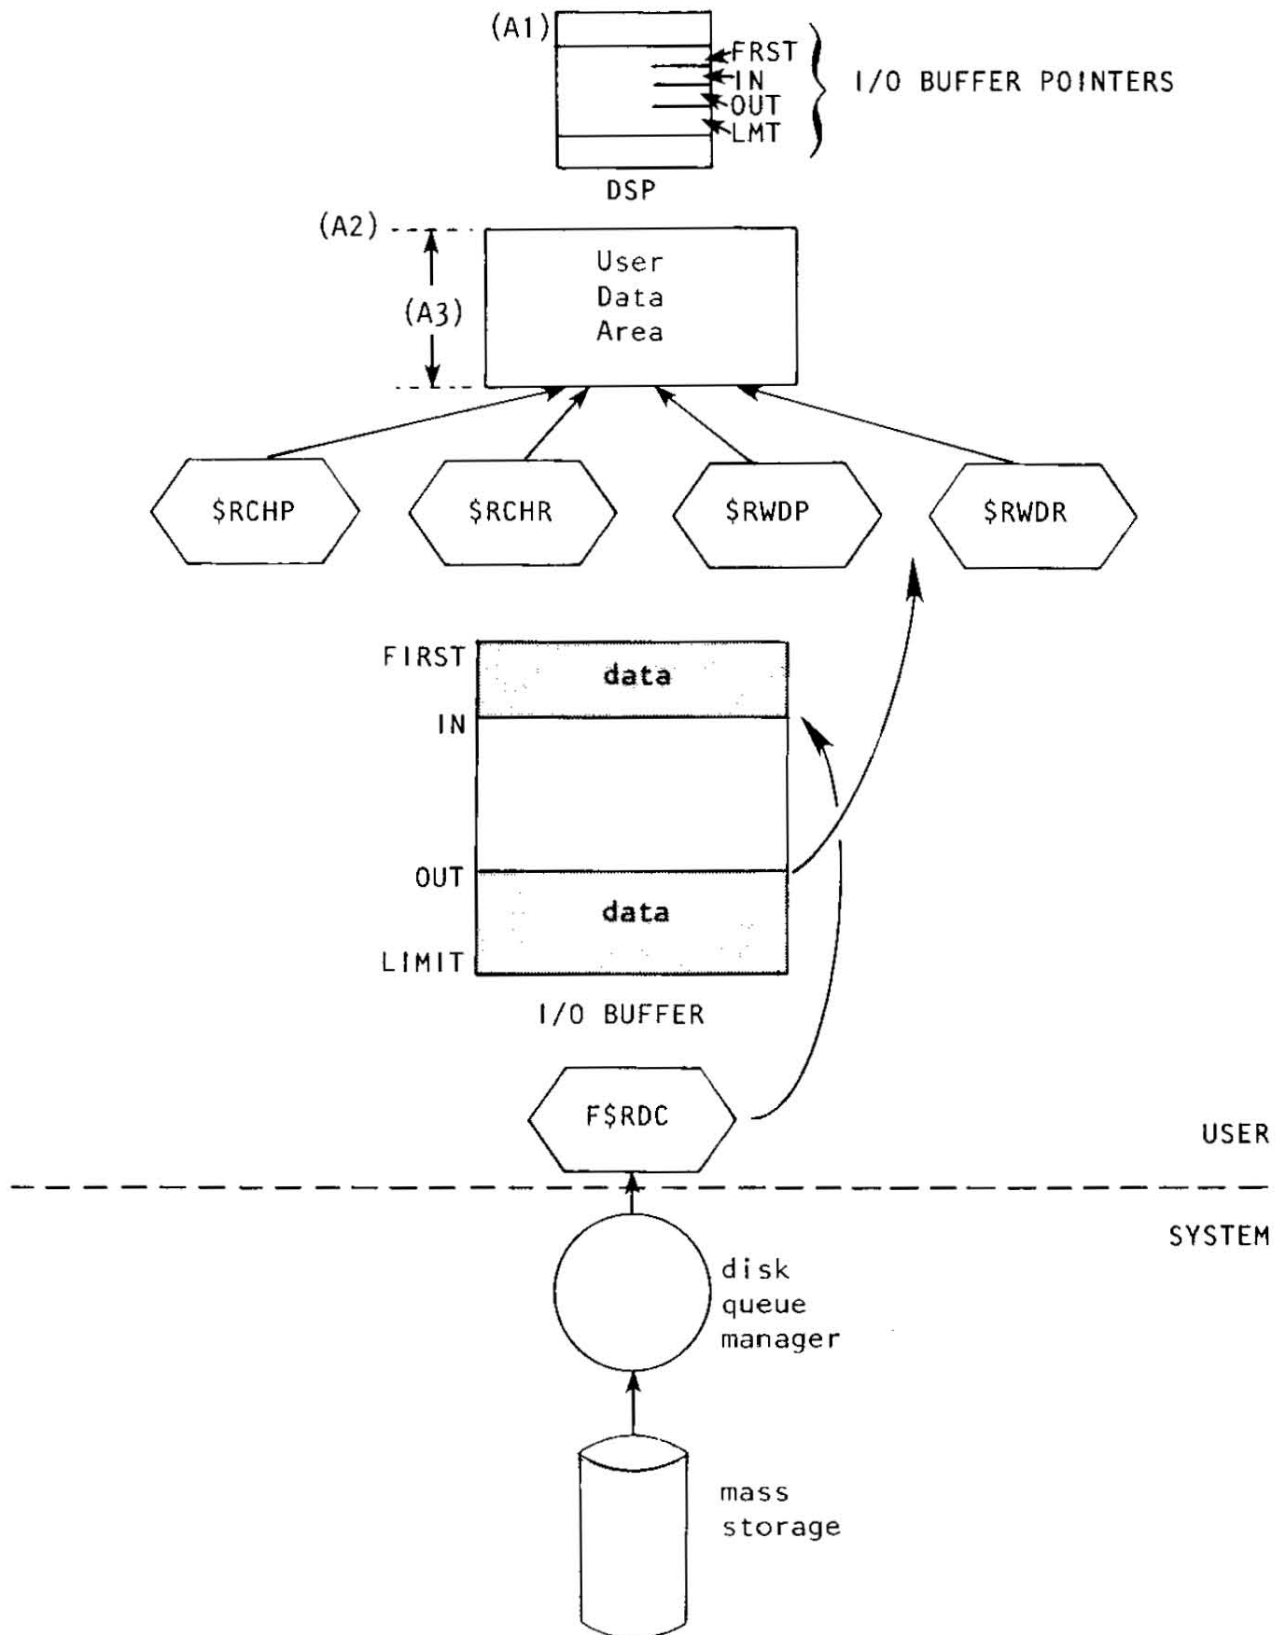 (A1)
FRST
IN
OUT
LMT
I/O BUFFER POINTERS
DSP
(A2)
(A3)
User
Data
Area
$RCHP
$RCHR
$RWDP
$RWDR
FIRST
data
IN
OUT
data
LIMIT
I/O BUFFER
F$RDC
USER
SYSTEM
disk
queue
manager
mass
storage